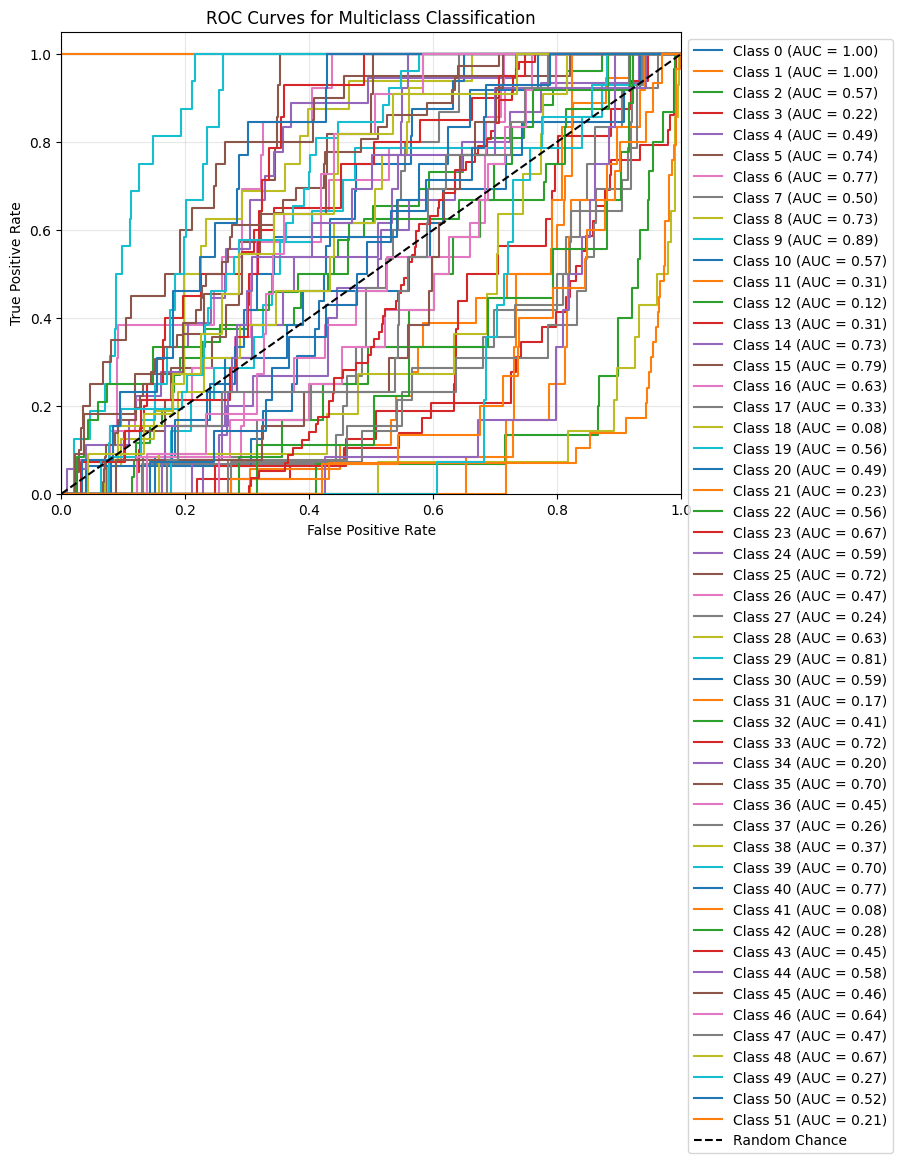 ROC Curves for Multiclass Classification
1.0
0.8
0.6
0.4
0.2
0.0
True Positive Rate
0.0 0.2 0.4 0.6 0.8 1.0
False Positive Rate
Class 0 (AUC = 1.00)
Class 1 (AUC = 1.00)
Class 2 (AUC = 0.57)
Class 3 (AUC = 0.22)
Class 4 (AUC = 0.49)
Class 5 (AUC = 0.74)
Class 6 (AUC = 0.77)
Class 7 (AUC = 0.50)
Class 8 (AUC = 0.73)
Class 9 (AUC = 0.89)
Class 10 (AUC = 0.57)
Class 11 (AUC = 0.31)
Class 12 (AUC = 0.12)
Class 13 (AUC = 0.31)
Class 14 (AUC = 0.73)
Class 15 (AUC = 0.79)
Class 16 (AUC = 0.63)
Class 17 (AUC = 0.33)
Class 18 (AUC = 0.08)
Class 19 (AUC = 0.56)
Class 20 (AUC = 0.49)
Class 21 (AUC = 0.23)
Class 22 (AUC = 0.56)
Class 23 (AUC = 0.67)
Class 24 (AUC = 0.59)
Class 25 (AUC = 0.72)
Class 26 (AUC = 0.47)
Class 27 (AUC = 0.24)
Class 28 (AUC = 0.63)
Class 29 (AUC = 0.81)
Class 30 (AUC = 0.59)
Class 31 (AUC = 0.17)
Class 32 (AUC = 0.41)
Class 33 (AUC = 0.72)
Class 34 (AUC = 0.20)
Class 35 (AUC = 0.70)
Class 36 (AUC = 0.45)
Class 37 (AUC = 0.26)
Class 38 (AUC = 0.37)
Class 39 (AUC = 0.70)
Class 40 (AUC = 0.77)
Class 41 (AUC = 0.08)
Class 42 (AUC = 0.28)
Class 43 (AUC = 0.45)
Class 44 (AUC = 0.58)
Class 45 (AUC = 0.46)
Class 46 (AUC = 0.64)
Class 47 (AUC = 0.47)
Class 48 (AUC = 0.67)
Class 49 (AUC = 0.27)
Class 50 (AUC = 0.52)
Class 51 (AUC = 0.21)
Random Chance